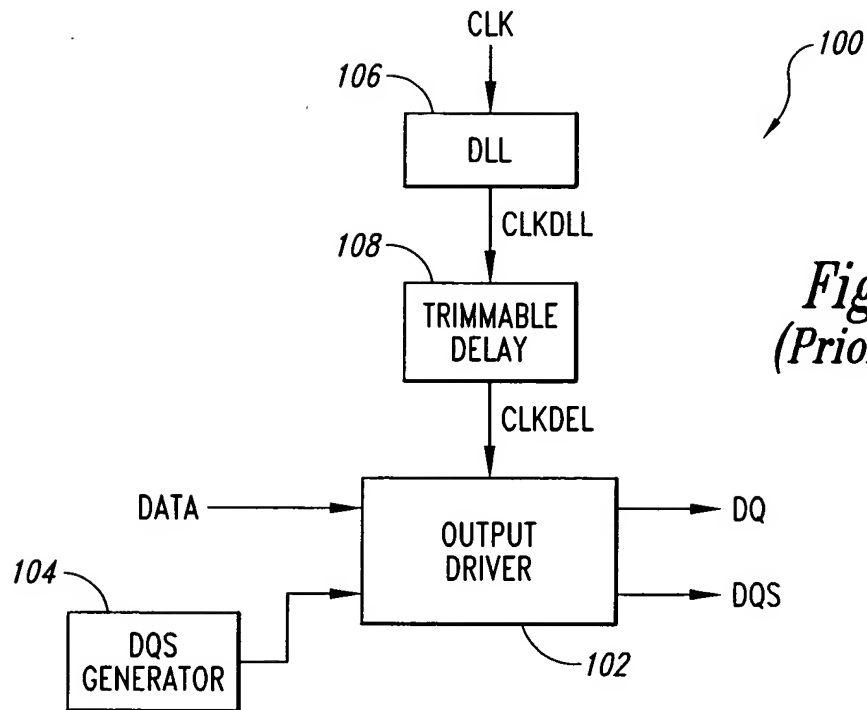 CLK
100
106
DLL
CLKDLL
108
TRIMMABLE
DELAY
CLKDEL
DATA
OUTPUT
DRIVER
DQ
DQS
104
DQS
GENERATOR
102